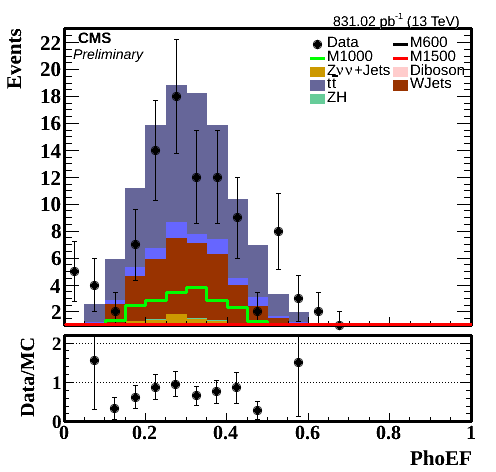 831.02 pb⁻¹ (13 TeV)
CMS
Preliminary
Data
M600
M1000
M1500
Zνν+Jets
Diboson
tt̄
WJets
ZH
Events
22
20
18
16
14
12
10
8
6
4
2
Data/MC
2
1
0
0 0.2 0.4 0.6 0.8 1
PhoEF